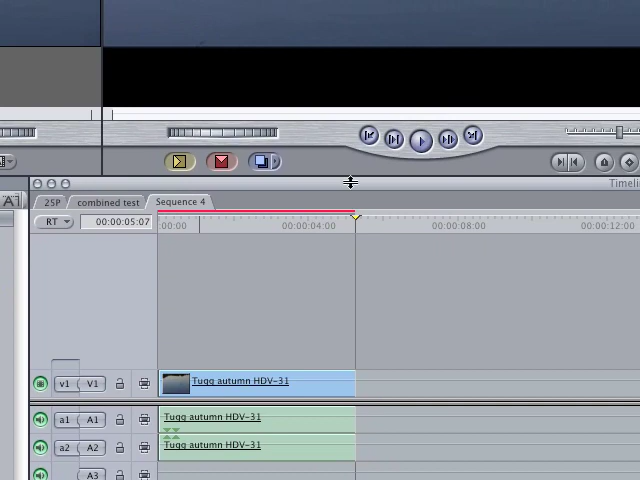 Timeli
A
25P combined test Sequence 4
RT 00:00:05:07 :00:00 00:00:04:00 00:00:08:00 00:00:12:00
v1 V1 Tugg autumn HDV-31
a1 A1 Tugg autumn HDV-31
a2 A2 Tugg autumn HDV-31
A3